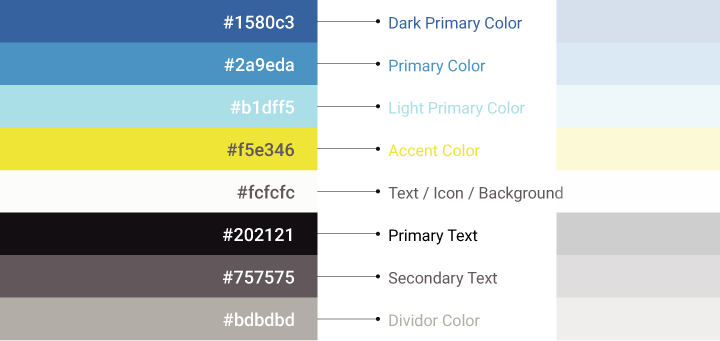 #1580c3 Dark Primary Color
#2a9eda Primary Color
#b1dff5 Light Primary Color
#f5e346 Accent Color
#fcfcfc Text / Icon / Background
#202121 Primary Text
#757575 Secondary Text
#bdbdbd Dividor Color